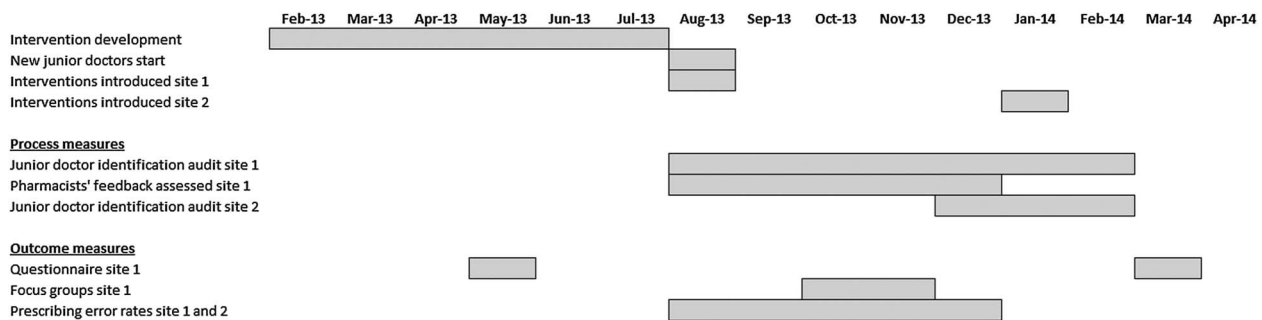 Feb-13 Mar-13 Apr-13 May-13 Jun-13 Jul-13 Aug-13 Sep-13 Oct-13 Nov-13 Dec-13 Jan-14 Feb-14 Mar-14 Apr-14
Intervention development
New junior doctors start
Interventions introduced site 1
Interventions introduced site 2
Process measures
Junior doctor identification audit site 1
Pharmacists' feedback assessed site 1
Junior doctor identification audit site 2
Outcome measures
Questionnaire site 1
Focus groups site 1
Prescribing error rates site 1 and 2